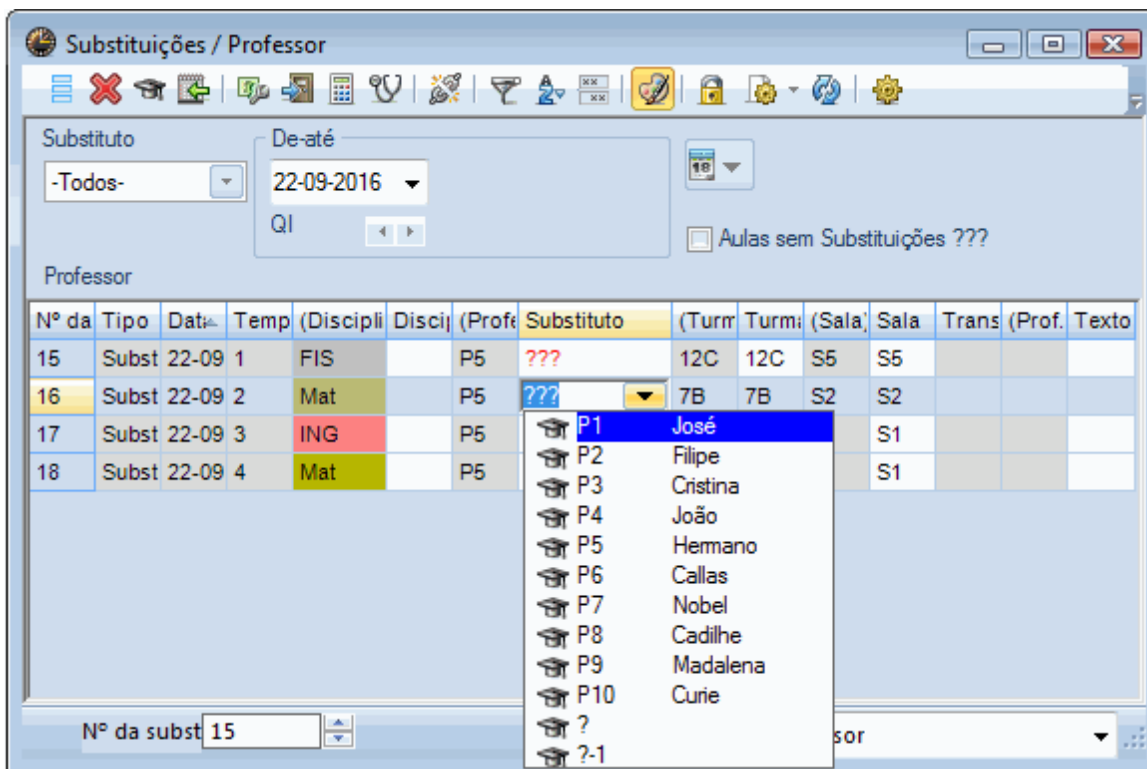 Substituições / Professor
Substituto De-até
-Todos- 22-09-2016 18
QI
Aulas sem Substituições ???
Professor
Nº da Tipo Dat Temp (Discipli Discij (Profe Substituto (Turm Turma (Sala) Sala Trans (Prof. Texto
15 Subst 22-09 1 FIS P5 ??? 12C 12C S5 S5
16 Subst 22-09 2 Mat P5 ??? 7B 7B S2 S2
17 Subst 22-09 3 ING P5 S1
18 Subst 22-09 4 Mat P5 S1
P1 José
P2 Filipe
P3 Cristina
P4 João
P5 Hermano
P6 Callas
P7 Nobel
P8 Cadilhe
P9 Madalena
P10 Curie
?
?-1
Nº da subst 15 sor